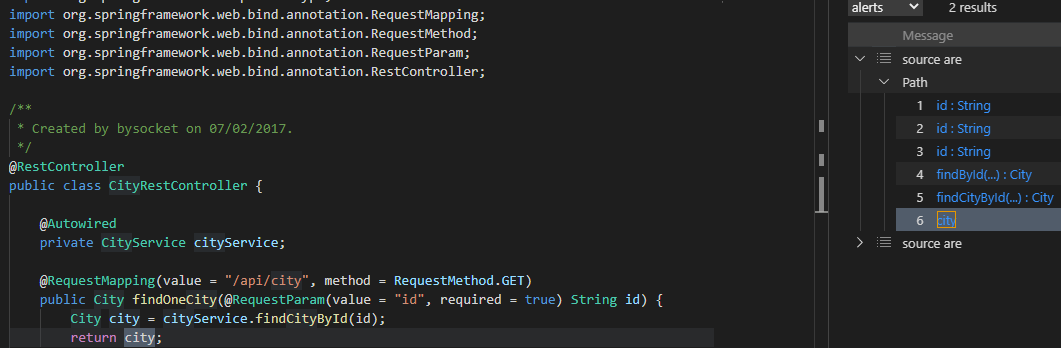 import org.springframework.web.bind.annotation.RequestMapping;
import org.springframework.web.bind.annotation.RequestMethod;
import org.springframework.web.bind.annotation.RequestParam;
import org.springframework.web.bind.annotation.RestController;
/**
 * Created by bysocket on 07/02/2017.
 */
@RestController
public class CityRestController {
    @Autowired
    private CityService cityService;
    @RequestMapping(value = "/api/city", method = RequestMethod.GET)
    public City findOneCity(@RequestParam(value = "id", required = true) String id) {
        City city = cityService.findCityById(id);
        return city;
alerts 2 results
Message
source are
Path
1 id : String
2 id : String
3 id : String
4 findById(...) : City
5 findCityById(...) : City
6 city
source are